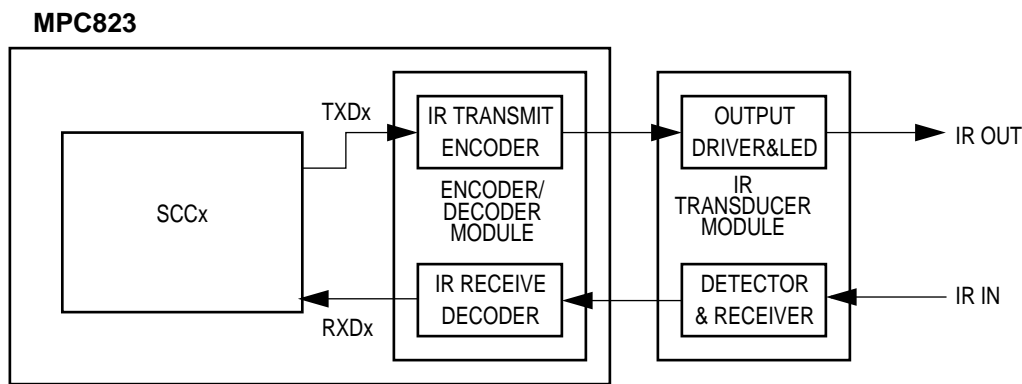 MPC823
TXDx
IR TRANSMIT
ENCODER
OUTPUT
DRIVER&LED
IR OUT
SCCx
ENCODER/
DECODER
MODULE
IR
TRANSDUCER
MODULE
IR RECEIVE
DECODER
DETECTOR
& RECEIVER
IR IN
RXDx